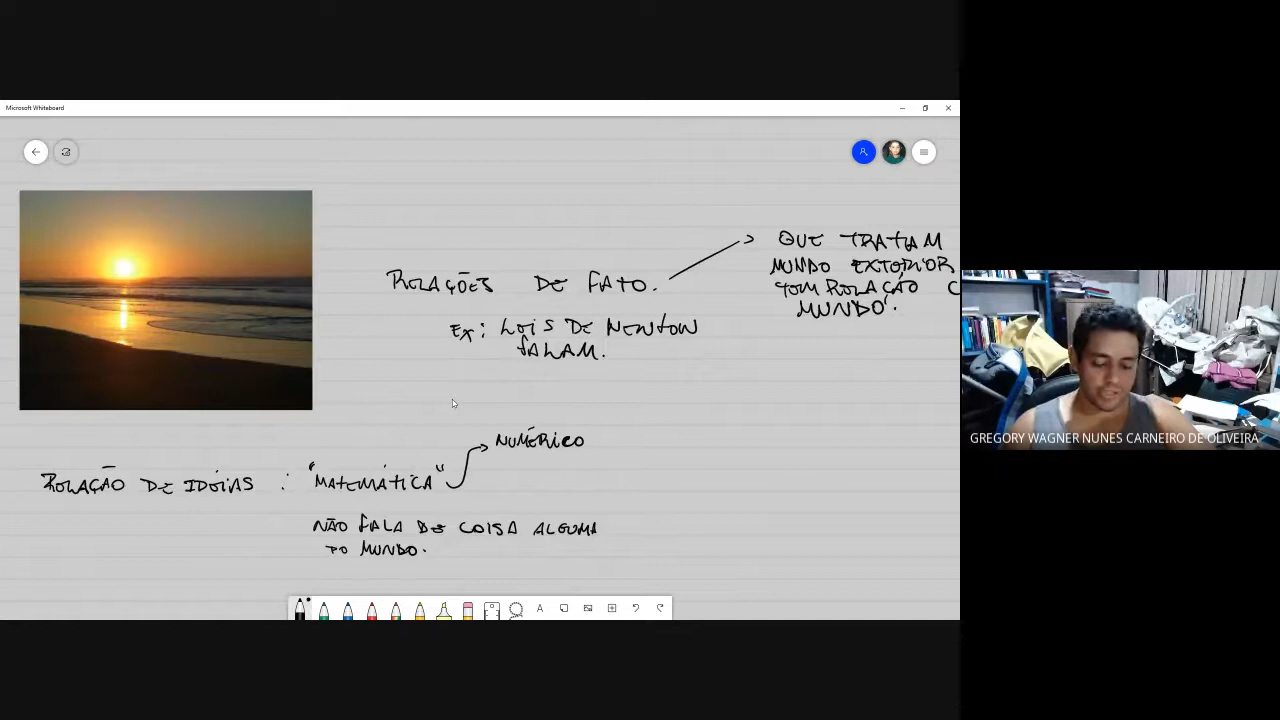 Microsoft Whiteboard
QUE TRATAM
MUNDO EXTERIOR
COM RELAÇÃO C
MUNDO.
RELAÇÕES DE FATO.
EX: LEIS DE NEWTON
FALAM.
NUMÉRICO
RELAÇÃO DE IDÉIAS : "MATEMÁTICA"
NÃO FALA DE COISA ALGUMA
DO MUNDO.
GREGORY WAGNER NUNES CARNEIRO DE OLIVEIRA